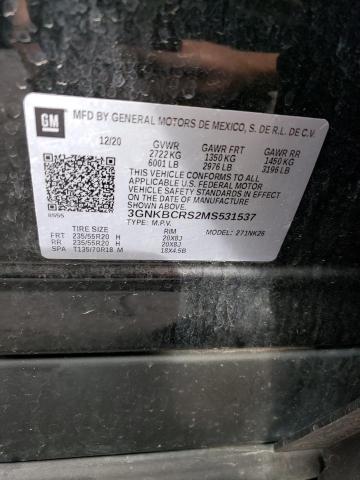 GM
MFD BY GENERAL MOTORS DE MEXICO, S. DE R.L. DE C.V.
12/20 GVWR GAWR FRT GAWR RR
2722 KG 1350 KG 1450 KG
6001 LB 2976 LB 3196 LB
THIS VEHICLE CONFORMS TO ALL
APPLICABLE U.S. FEDERAL MOTOR
VEHICLE SAFETY STANDARDS IN EFFECT
ON THE DATE OF MANUFACTURE
SHOWN ABOVE.
3GNKBCRS2MS531537
TYPE: M.P.V. MODEL: 271NK26
TIRE SIZE RIM
FRT 235/55R20 H 20X8J
RR 235/55R20 H 20X8J
SPA T135/70R18 M 18X4.5B